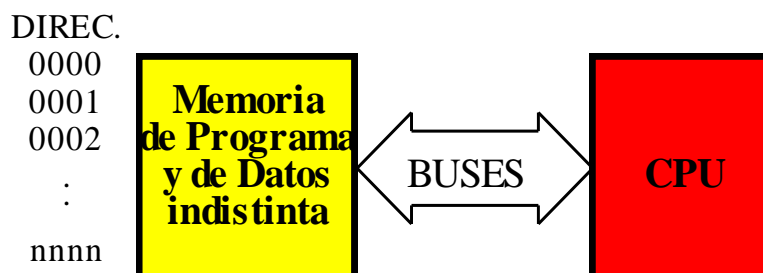 DIREC.
0000
0001
0002
:
nnnn
Memoria
de Programa
y de Datos
indistinta
BUSES
CPU